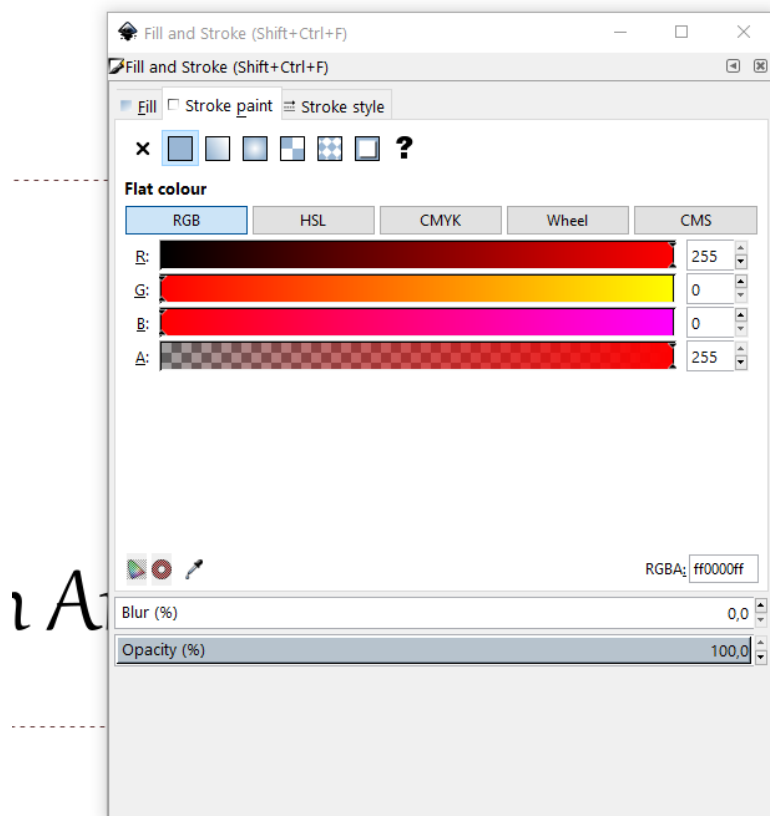 Fill and Stroke (Shift+Ctrl+F)
Fill and Stroke (Shift+Ctrl+F)
Fill Stroke paint Stroke style
?
Flat colour
RGB HSL CMYK Wheel CMS
R: 255
G: 0
B: 0
A: 255
RGBA: ff0000ff
Blur (%) 0,0
Opacity (%) 100,0